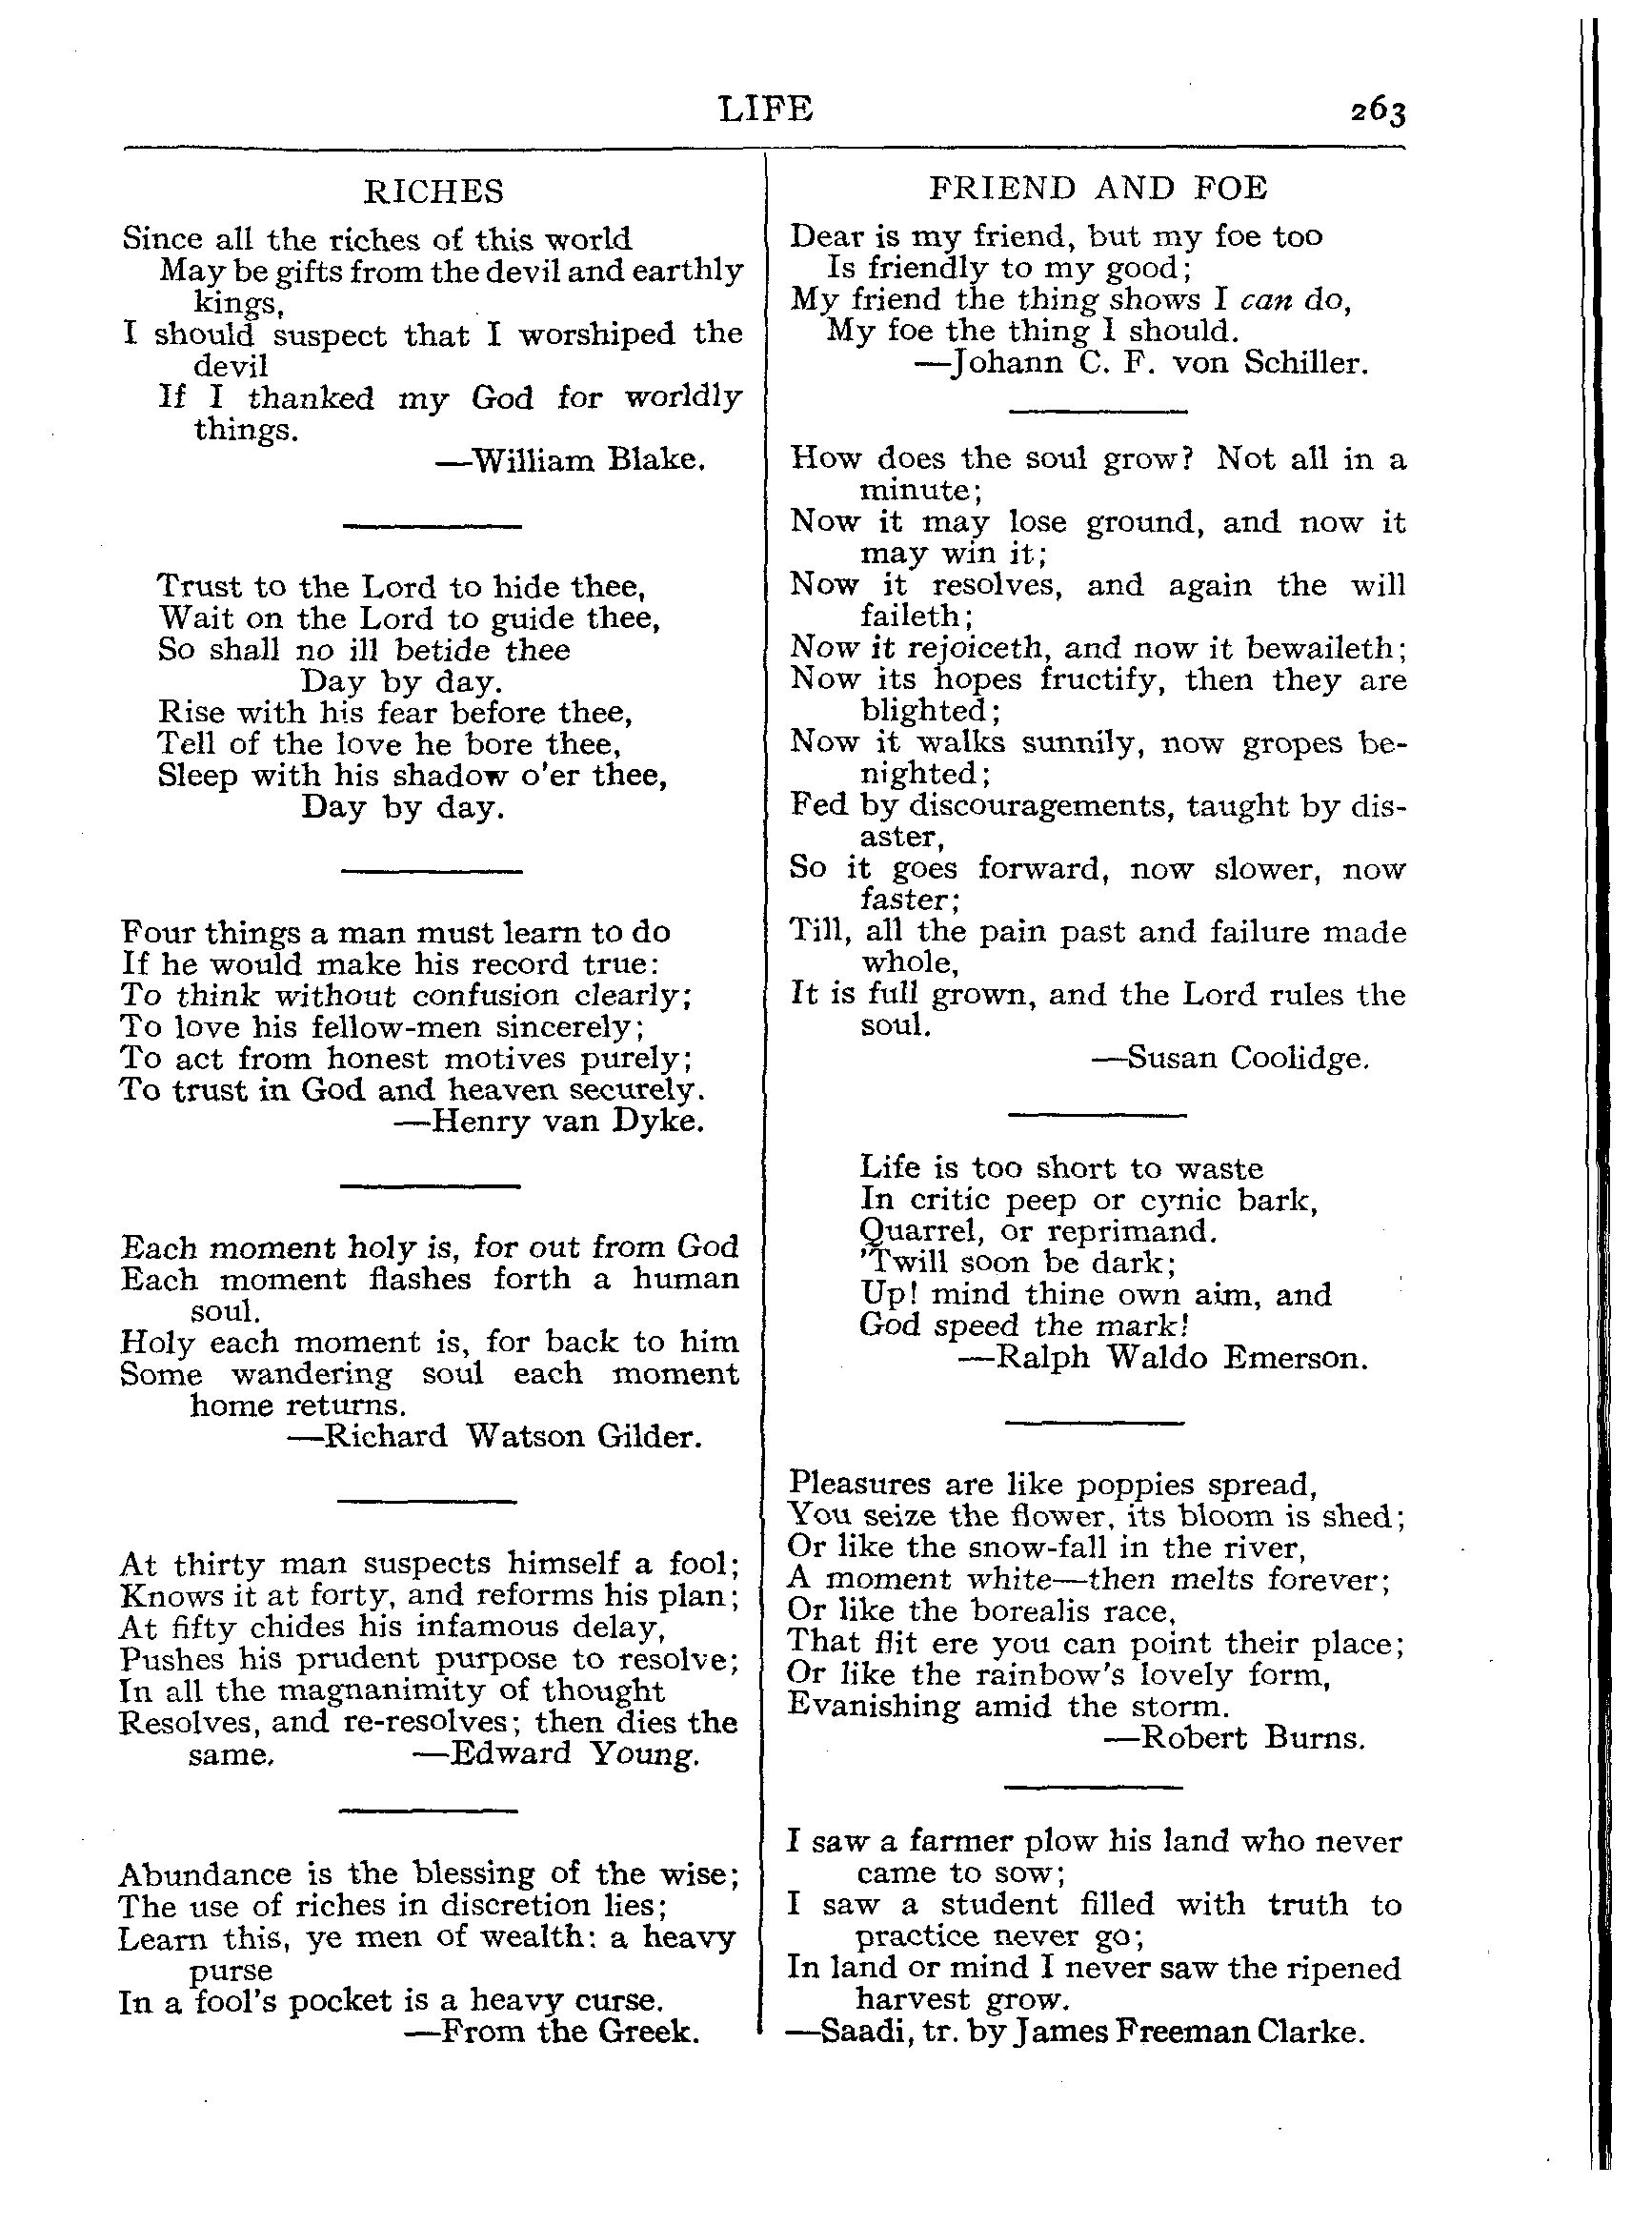 LIFE
263
RICHES
Since all the riches of this world
May be gifts from the devil and earthly
kings,
I should suspect that I worshiped the
devil
If I thanked my God for worldly
things.
—William Blake.
Trust to the Lord to hide thee,
Wait on the Lord to guide thee,
So shall no ill betide thee
Day by day.
Rise with his fear before thee,
Tell of the love he bore thee,
Sleep with his shadow o'er thee,
Day by day.
Four things a man must learn to do
If he would make his record true:
To think without confusion clearly;
To love his fellow-men sincerely;
To act from honest motives purely;
To trust in God and heaven securely.
—Henry van Dyke.
Each moment holy is, for out from God
Each moment flashes forth a human
soul.
Holy each moment is, for back to him
Some wandering soul each moment
home returns.
—Richard Watson Gilder.
At thirty man suspects himself a fool;
Knows it at forty, and reforms his plan;
At fifty chides his infamous delay,
Pushes his prudent purpose to resolve;
In all the magnanimity of thought
Resolves, and re-resolves; then dies the
same. —Edward Young.
Abundance is the blessing of the wise;
The use of riches in discretion lies;
Learn this, ye men of wealth: a heavy
purse
In a fool's pocket is a heavy curse.
—From the Greek.
FRIEND AND FOE
Dear is my friend, but my foe too
Is friendly to my good;
My friend the thing shows I can do,
My foe the thing I should.
—Johann C. F. von Schiller.
How does the soul grow? Not all in a
minute;
Now it may lose ground, and now it
may win it;
Now it resolves, and again the will
faileth;
Now it rejoiceth, and now it bewaileth;
Now its hopes fructify, then they are
blighted;
Now it walks sunnily, now gropes be-
nighted;
Fed by discouragements, taught by dis-
aster,
So it goes forward, now slower, now
faster;
Till, all the pain past and failure made
whole,
It is full grown, and the Lord rules the
soul.
—Susan Coolidge.
Life is too short to waste
In critic peep or cynic bark,
Quarrel, or reprimand.
'Twill soon be dark;
Up! mind thine own aim, and
God speed the mark!
—Ralph Waldo Emerson.
Pleasures are like poppies spread,
You seize the flower, its bloom is shed;
Or like the snow-fall in the river,
A moment white—then melts forever;
Or like the borealis race,
That flit ere you can point their place;
Or like the rainbow's lovely form,
Evanishing amid the storm.
—Robert Burns.
I saw a farmer plow his land who never
came to sow;
I saw a student filled with truth to
practice never go;
In land or mind I never saw the ripened
harvest grow.
—Saadi, tr. by James Freeman Clarke.